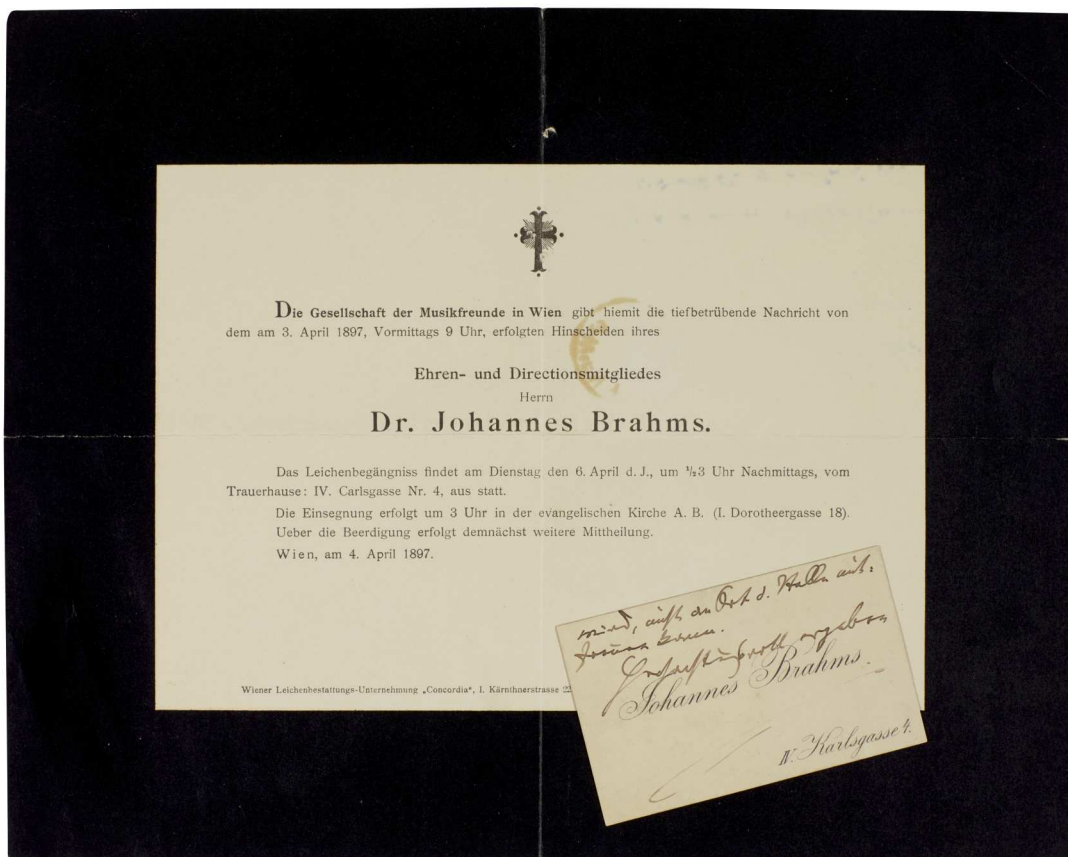 Die Gesellschaft der Musikfreunde in Wien gibt hiemit die tiefbetrübende Nachricht von
dem am 3. April 1897, Vormittags 9 Uhr, erfolgten Hinscheiden ihres
Ehren- und Directionsmitgliedes
Herrn
Dr. Johannes Brahms.
Das Leichenbegängniss findet am Dienstag den 6. April d. J., um ½3 Uhr Nachmittags, vom
Trauerhause: IV. Carlsgasse Nr. 4, aus statt.
Die Einsegnung erfolgt um 3 Uhr in der evangelischen Kirche A. B. (I. Dorotheergasse 18).
Ueber die Beerdigung erfolgt demnächst weitere Mittheilung.
Wien, am 4. April 1897.
Wiener Leichenbestattungs-Unternehmung „Concordia“, I. Kärnthnerstrasse
ergeben
Johannes Brahms.
IV. Karlsgasse 4.